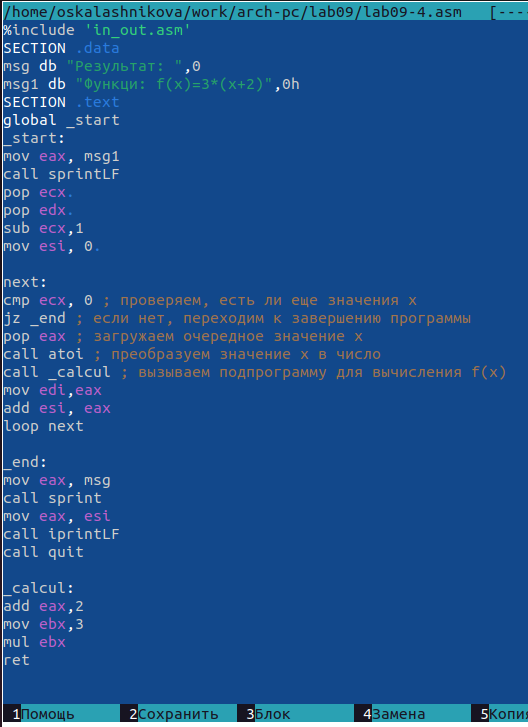 /home/oskalashnikova/work/arch-pc/lab09/lab09-4.asm [----
%include 'in_out.asm'
SECTION .data
msg db "Результат: ",0
msg1 db "Функци: f(x)=3*(x+2)",0h
SECTION .text
global _start
_start:
mov eax, msg1
call sprintLF
pop ecx.
pop edx.
sub ecx,1
mov esi, 0.
next:
cmp ecx, 0 ; проверяем, есть ли еще значения x
jz _end ; если нет, переходим к завершению программы
pop eax ; загружаем очередное значение x
call atoi ; преобразуем значение x в число
call _calcul ; вызываем подпрограмму для вычисления f(x)
mov edi,eax
add esi, eax
loop next
_end:
mov eax, msg
call sprint
mov eax, esi
call iprintLF
call quit
_calcul:
add eax,2
mov ebx,3
mul ebx
ret
1Помощь 2Сохранить 3Блок 4Замена 5Копи